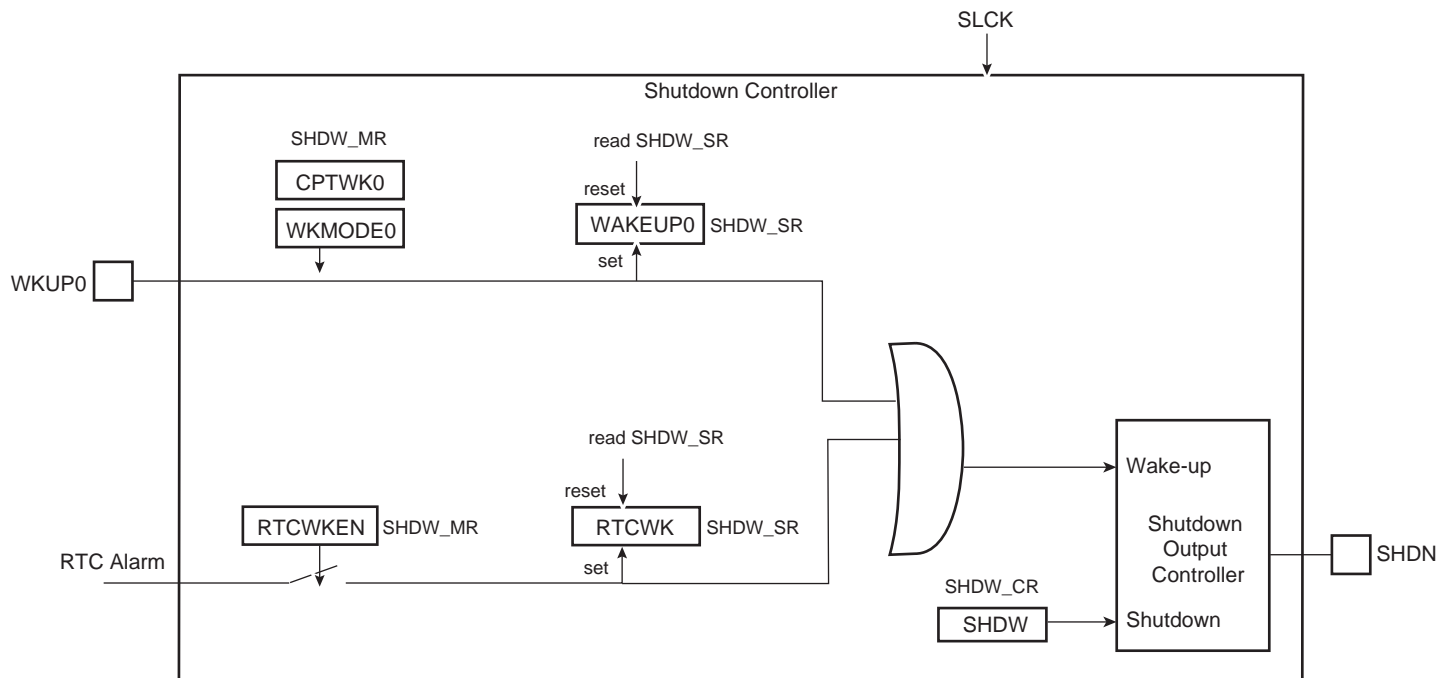 SLCK
Shutdown Controller
SHDW_MR
CPTWK0
WKMODE0
read SHDW_SR
reset
WAKEUP0
SHDW_SR
set
WKUP0
read SHDW_SR
reset
RTCWKEN
SHDW_MR
RTCWK
SHDW_SR
set
RTC Alarm
Wake-up
Shutdown
Output
Controller
SHDN
SHDW_CR
SHDW
Shutdown